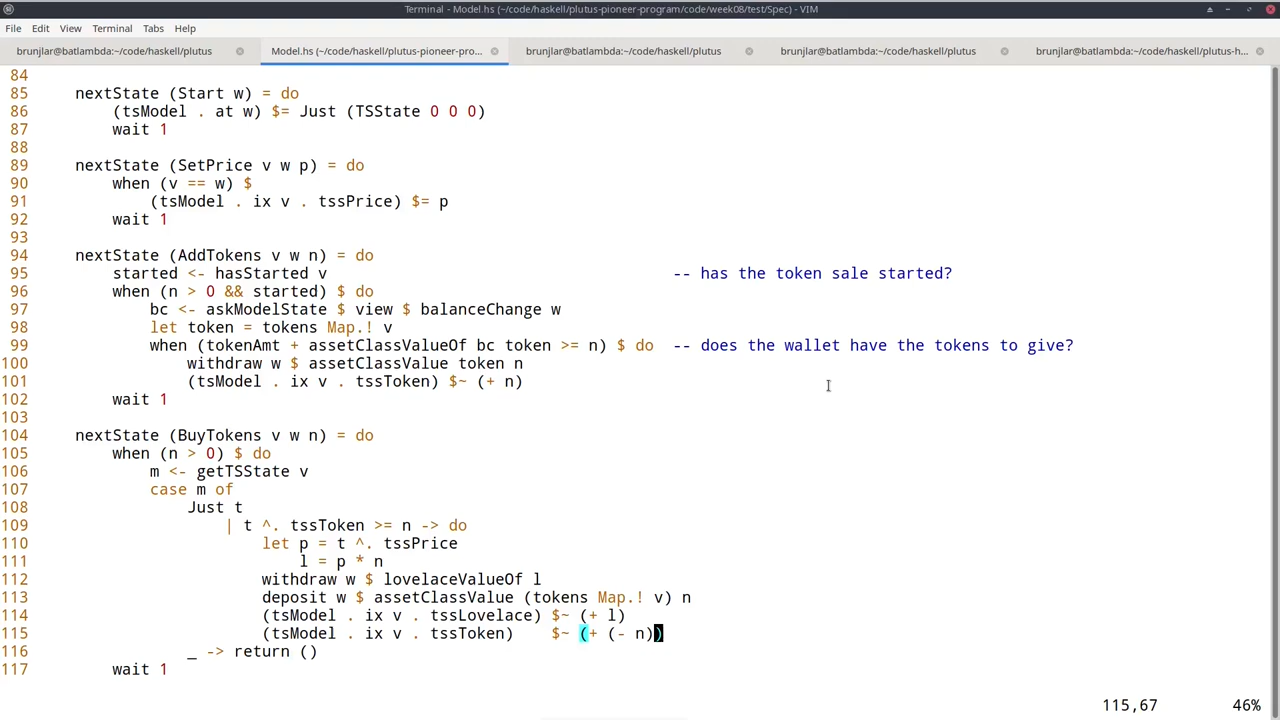 Terminal - Model.hs (~/code/haskell/plutus-pioneer-program/code/week08/test/Spec) - VIM
File Edit View Terminal Tabs Help
brunjlar@batlambda:~/code/haskell/plutus Model.hs (~/code/haskell/plutus-pioneer-pro... brunjlar@batlambda:~/code/haskell/plutus brunjlar@batlambda:~/code/haskell/plutus brunjlar@batlambda:~/code/haskell/plutus-h...
84
85 nextState (Start w) = do
86 (tsModel . at w) $= Just (TSState 0 0 0)
87 wait 1
88
89 nextState (SetPrice v w p) = do
90 when (v == w) $
91 (tsModel . ix v . tssPrice) $= p
92 wait 1
93
94 nextState (AddTokens v w n) = do
95 started <- hasStarted v -- has the token sale started?
96 when (n > 0 && started) $ do
97 bc <- askModelState $ view $ balanceChange w
98 let token = tokens Map.! v
99 when (tokenAmt + assetClassValueOf bc token >= n) $ do -- does the wallet have the tokens to give?
100 withdraw w $ assetClassValue token n
101 (tsModel . ix v . tssToken) $~ (+ n)
102 wait 1
103
104 nextState (BuyTokens v w n) = do
105 when (n > 0) $ do
106 m <- getTSState v
107 case m of
108 Just t
109 | t ^. tssToken >= n -> do
110 let p = t ^. tssPrice
111 l = p * n
112 withdraw w $ lovelaceValueOf l
113 deposit w $ assetClassValue (tokens Map.! v) n
114 (tsModel . ix v . tssLovelace) $~ (+ l)
115 (tsModel . ix v . tssToken) $~ (+ (- n))
116 _ -> return ()
117 wait 1
115,67 46%